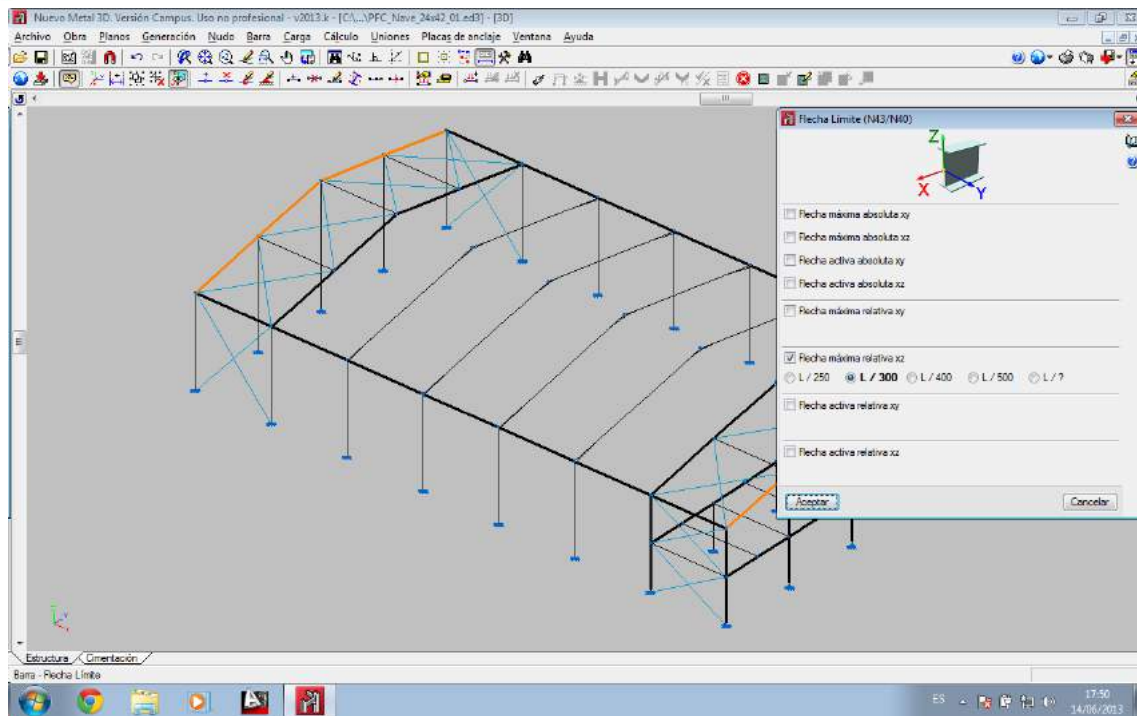 Nuevo Metal 3D. Versión Campus. Uso no profesional - v2013.k - [C:\...\PFC_Nave_24x42_01.ed3] - [3D]
Archivo Obra Planos Generación Nudo Barra Carga Cálculo Uniones Placas de anclaje Ventana Ayuda
Flecha Límite (N43/N40)
Z
X
Y
Flecha máxima absoluta xy
Flecha máxima absoluta xz
Flecha activa absoluta xy
Flecha activa absoluta xz
Flecha máxima relativa xy
Flecha máxima relativa xz
L / 250 L / 300 L / 400 L / 500 L / ?
Flecha activa relativa xy
Flecha activa relativa xz
Aceptar Cancelar
Estructura Cimentación
Barra - Flecha Límite
ES 17:50
14/06/2013